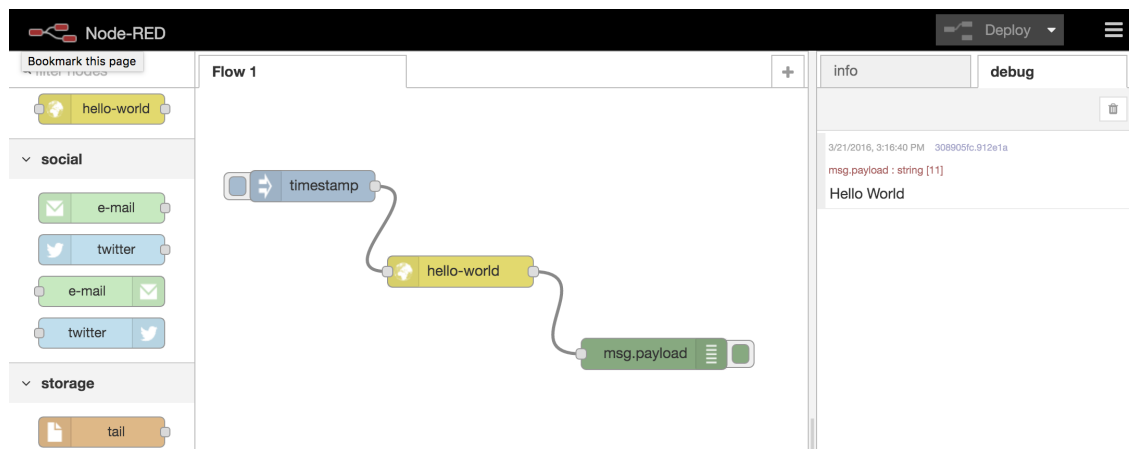 Node-RED
Deploy
Bookmark this page
filter nodes
Flow 1
+
info
debug
hello-world
3/21/2016, 3:16:40 PM 308905fc.912e1a
msg.payload : string [11]
Hello World
social
timestamp
e-mail
twitter
hello-world
e-mail
twitter
msg.payload
storage
tail